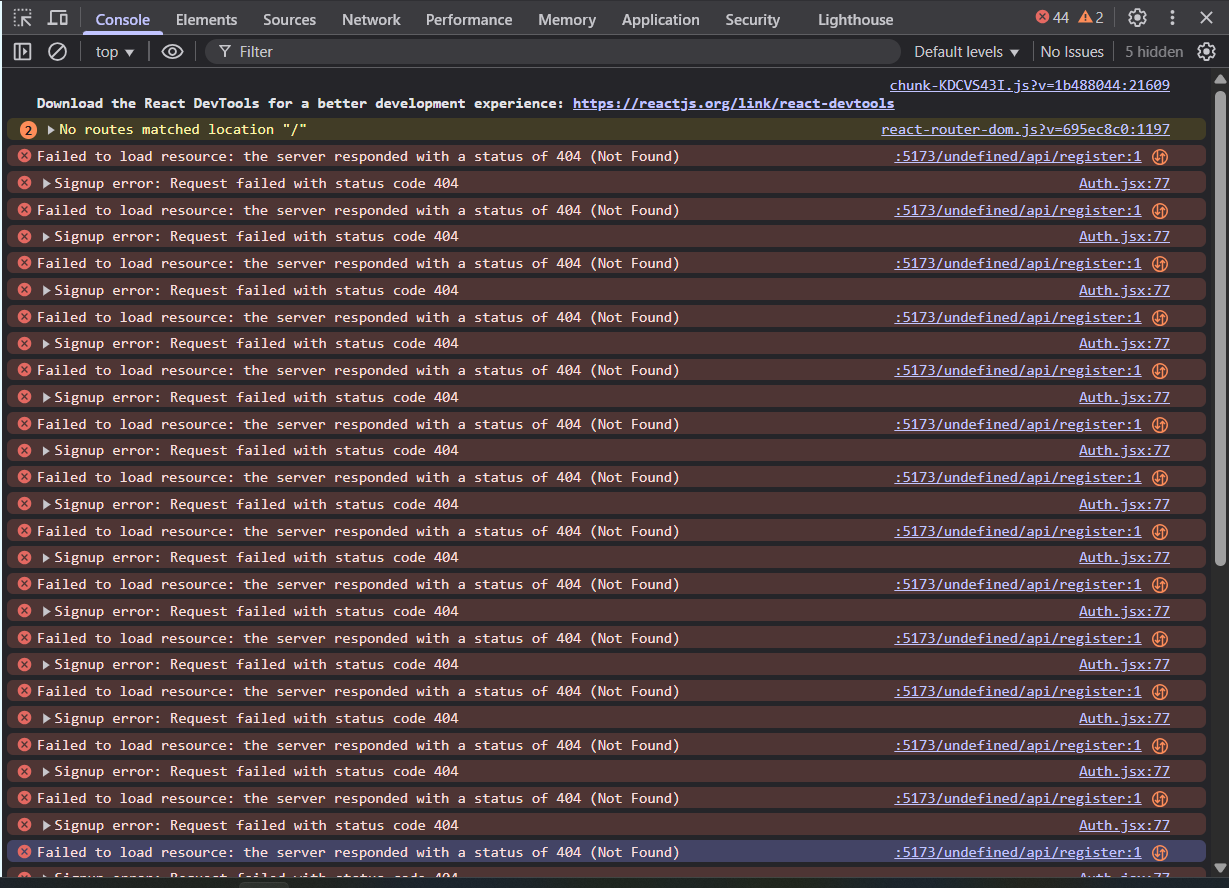 Console Elements Sources Network Performance Memory Application Security Lighthouse 44 2
top Filter Default levels No Issues 5 hidden
chunk-KDCVS43I.js?v=1b488044:21609
Download the React DevTools for a better development experience: https://reactjs.org/link/react-devtools
2 No routes matched location "/" react-router-dom.js?v=695ec8c0:1197
Failed to load resource: the server responded with a status of 404 (Not Found) :5173/undefined/api/register:1
Signup error: Request failed with status code 404 Auth.jsx:77
Failed to load resource: the server responded with a status of 404 (Not Found) :5173/undefined/api/register:1
Signup error: Request failed with status code 404 Auth.jsx:77
Failed to load resource: the server responded with a status of 404 (Not Found) :5173/undefined/api/register:1
Signup error: Request failed with status code 404 Auth.jsx:77
Failed to load resource: the server responded with a status of 404 (Not Found) :5173/undefined/api/register:1
Signup error: Request failed with status code 404 Auth.jsx:77
Failed to load resource: the server responded with a status of 404 (Not Found) :5173/undefined/api/register:1
Signup error: Request failed with status code 404 Auth.jsx:77
Failed to load resource: the server responded with a status of 404 (Not Found) :5173/undefined/api/register:1
Signup error: Request failed with status code 404 Auth.jsx:77
Failed to load resource: the server responded with a status of 404 (Not Found) :5173/undefined/api/register:1
Signup error: Request failed with status code 404 Auth.jsx:77
Failed to load resource: the server responded with a status of 404 (Not Found) :5173/undefined/api/register:1
Signup error: Request failed with status code 404 Auth.jsx:77
Failed to load resource: the server responded with a status of 404 (Not Found) :5173/undefined/api/register:1
Signup error: Request failed with status code 404 Auth.jsx:77
Failed to load resource: the server responded with a status of 404 (Not Found) :5173/undefined/api/register:1
Signup error: Request failed with status code 404 Auth.jsx:77
Failed to load resource: the server responded with a status of 404 (Not Found) :5173/undefined/api/register:1
Signup error: Request failed with status code 404 Auth.jsx:77
Failed to load resource: the server responded with a status of 404 (Not Found) :5173/undefined/api/register:1
Signup error: Request failed with status code 404 Auth.jsx:77
Failed to load resource: the server responded with a status of 404 (Not Found) :5173/undefined/api/register:1
Signup error: Request failed with status code 404 Auth.jsx:77
Failed to load resource: the server responded with a status of 404 (Not Found) :5173/undefined/api/register:1
Signup error: Request failed with status code 404 Auth.jsx:77